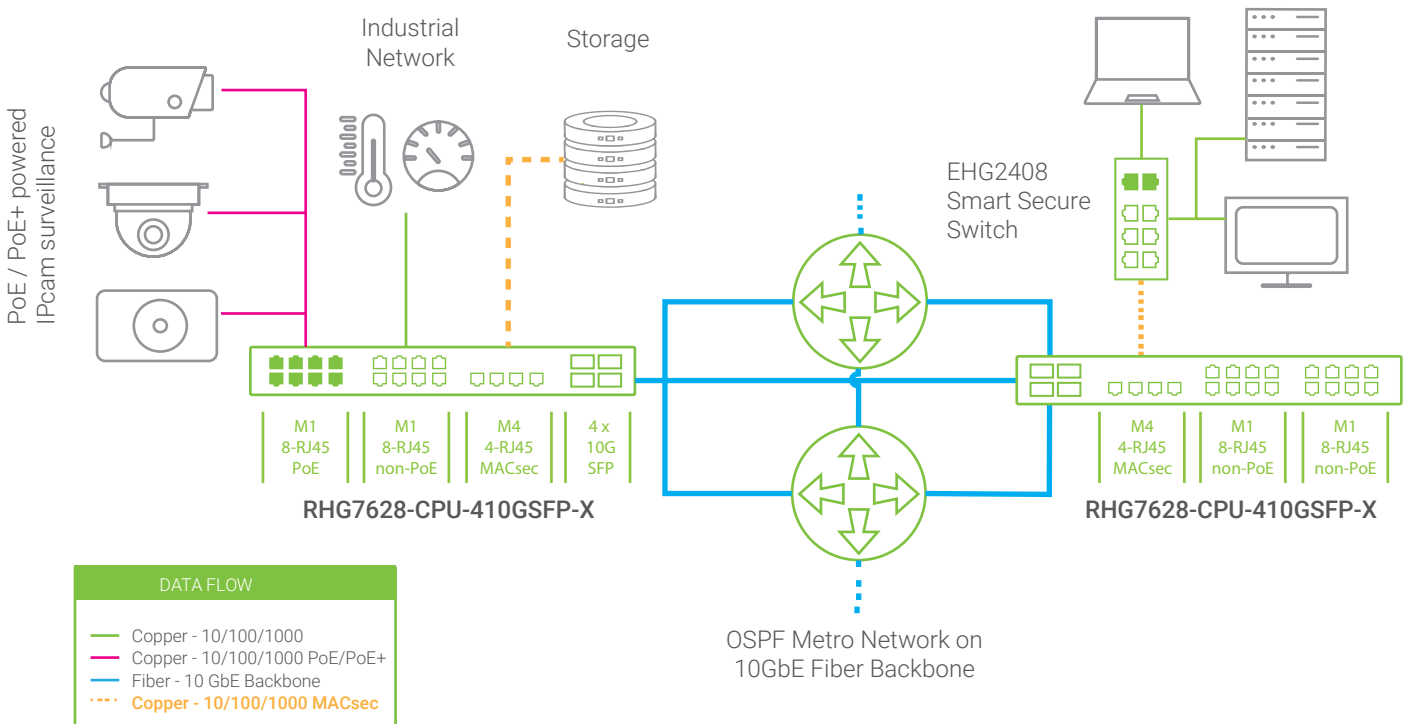 PoE / PoE+ powered
IPcam surveillance
Industrial
Network
Storage
EHG2408
Smart Secure
Switch
M1
8-RJ45
PoE
M1
8-RJ45
non-PoE
M4
4-RJ45
MACsec
4 x
10G
SFP
RHG7628-CPU-410GSFP-X
M4
4-RJ45
MACsec
M1
8-RJ45
non-PoE
M1
8-RJ45
non-PoE
RHG7628-CPU-410GSFP-X
OSPF Metro Network on
10GbE Fiber Backbone
DATA FLOW
Copper - 10/100/1000
Copper - 10/100/1000 PoE/PoE+
Fiber - 10 GbE Backbone
Copper - 10/100/1000 MACsec